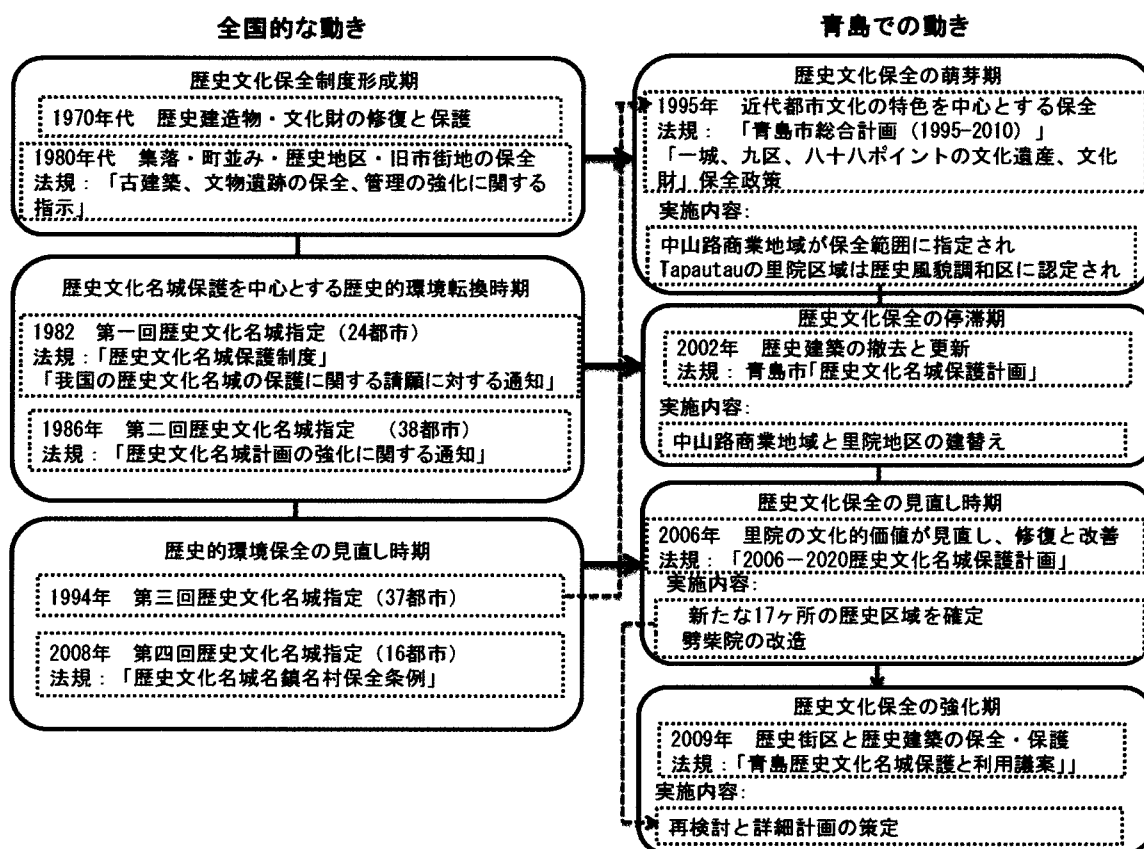 全国的な動き
歴史文化保全制度形成期
1970年代 歴史建造物・文化財の修復と保護
1980年代 集落・町並み・歴史地区・旧市街地の保全
法規：「古建築、文物遺跡の保全、管理の強化に関する
指示」
歴史文化名城保護を中心とする歴史的環境転換時期
1982 第一回歴史文化名城指定（24都市）
法規：「歴史文化名城保護制度」
「我国の歴史文化名城の保護に関する請願に対する通知」
1986年 第二回歴史文化名城指定 （38都市）
法規：「歴史文化名城計画の強化に関する通知」
歴史的環境保全の見直し時期
1994年 第三回歴史文化名城指定（37都市）
2008年 第四回歴史文化名城指定（16都市）
法規：「歴史文化名城名鎮名村保全条例」
青島での動き
歴史文化保全の萌芽期
1995年 近代都市文化の特色を中心とする保全
法規： 「青島市総合計画（1995-2010）」
「一城、九区、八十八ポイントの文化遺産、文化
財」保全政策
実施内容：
中山路商業地域が保全範囲に指定され
Tapautauの里院区域は歴史風貌調和区に認定され
歴史文化保全の停滞期
2002年 歴史建築の撤去と更新
法規：青島市「歴史文化名城保護計画」
実施内容：
中山路商業地域と里院地区の建替え
歴史文化保全の見直し時期
2006年 里院の文化的価値が見直し、修復と改善
法規：「2006－2020歴史文化名城保護計画」
実施内容：
新たな17ヶ所の歴史区域を確定
劈柴院の改造
歴史文化保全の強化期
2009年 歴史街区と歴史建築の保全・保護
法規：「青島歴史文化名城保護と利用議案」」
実施内容：
再検討と詳細計画の策定